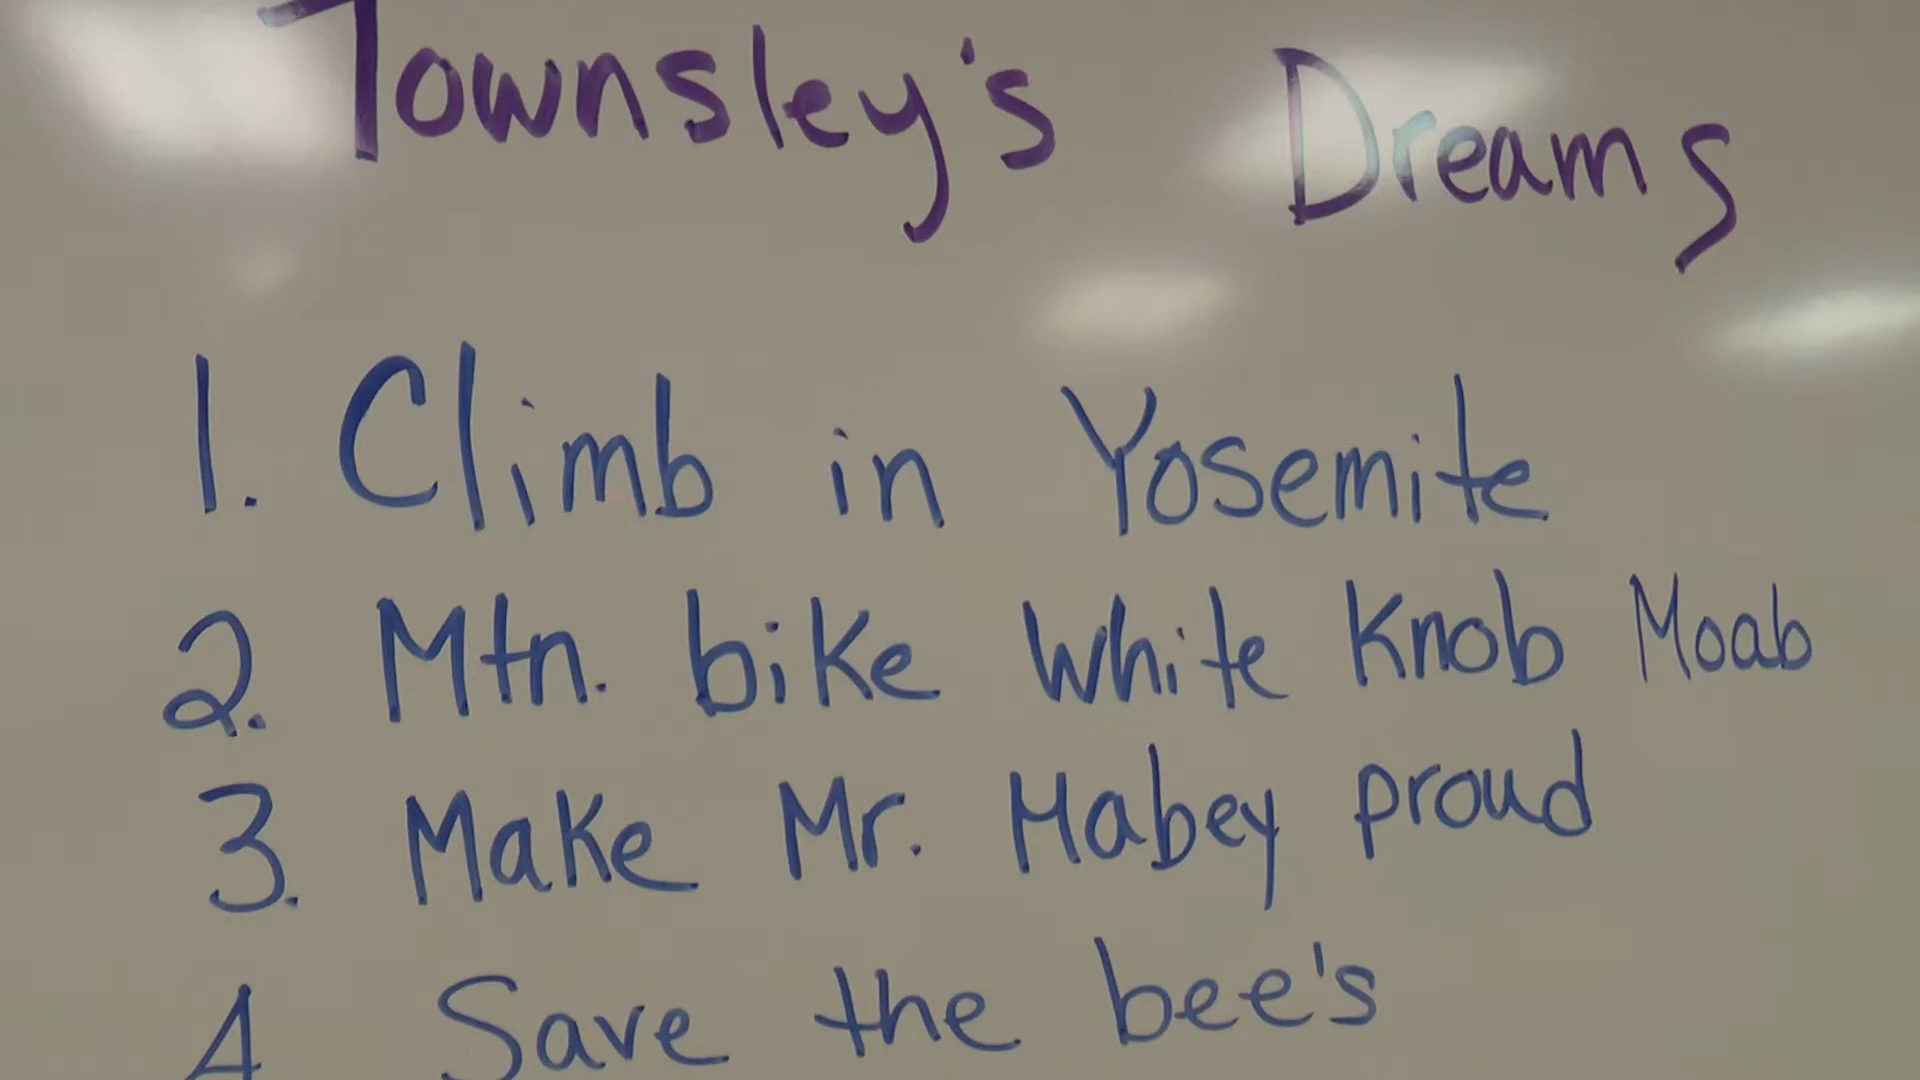 Townsley's Dreams
1. Climb in Yosemite
2. Mtn. bike White Knob Moab
3. Make Mr. Mabey proud
4 Save the bee's